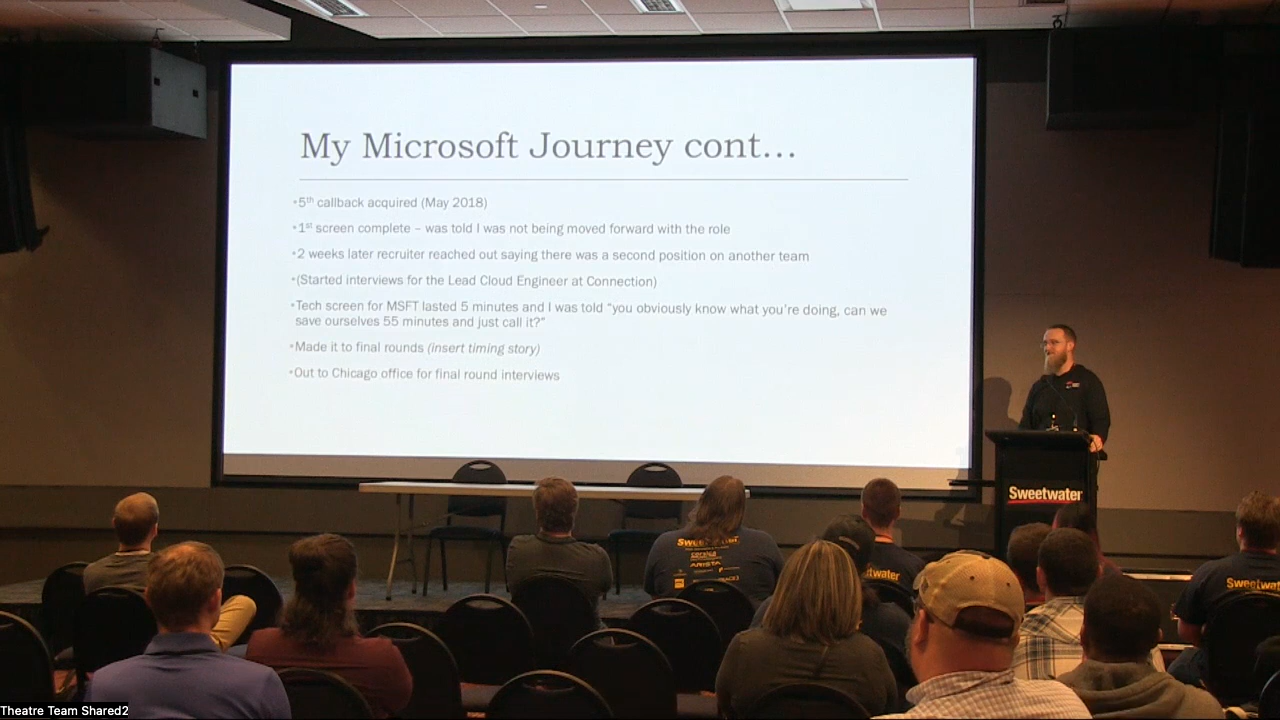 My Microsoft Journey cont…
•5th callback acquired (May 2018)
•1st screen complete – was told I was not being moved forward with the role
•2 weeks later recruiter reached out saying there was a second position on another team
•(Started interviews for the Lead Cloud Engineer at Connection)
•Tech screen for MSFT lasted 5 minutes and I was told “you obviously know what you're doing, can we
save ourselves 55 minutes and just call it?”
•Made it to final rounds (insert timing story)
•Out to Chicago office for final round interviews
Sweetwater
Sweetwater
ARISTA
Theatre Team Shared2